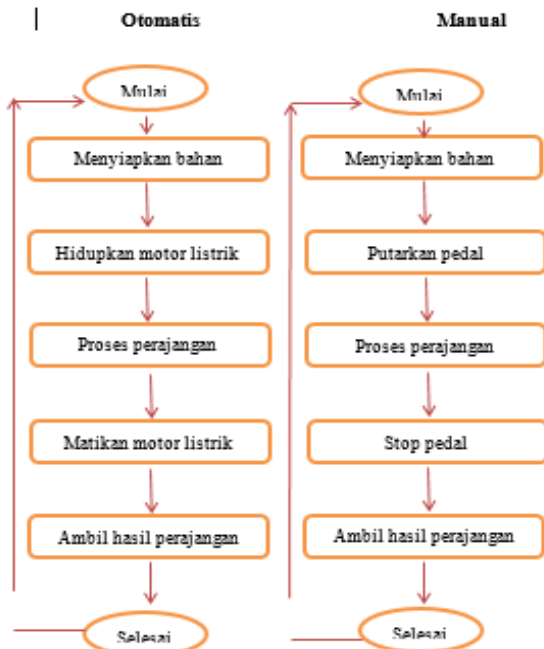 Otomatis
Mulai
Menyiapkan bahan
Hidupkan motor listrik
Proses perajangan
Matikan motor listrik
Ambil hasil perajangan
Selesai
Manual
Mulai
Menyiapkan bahan
Putarkan pedal
Proses perajangan
Stop pedal
Ambil hasil perajangan
Selesai